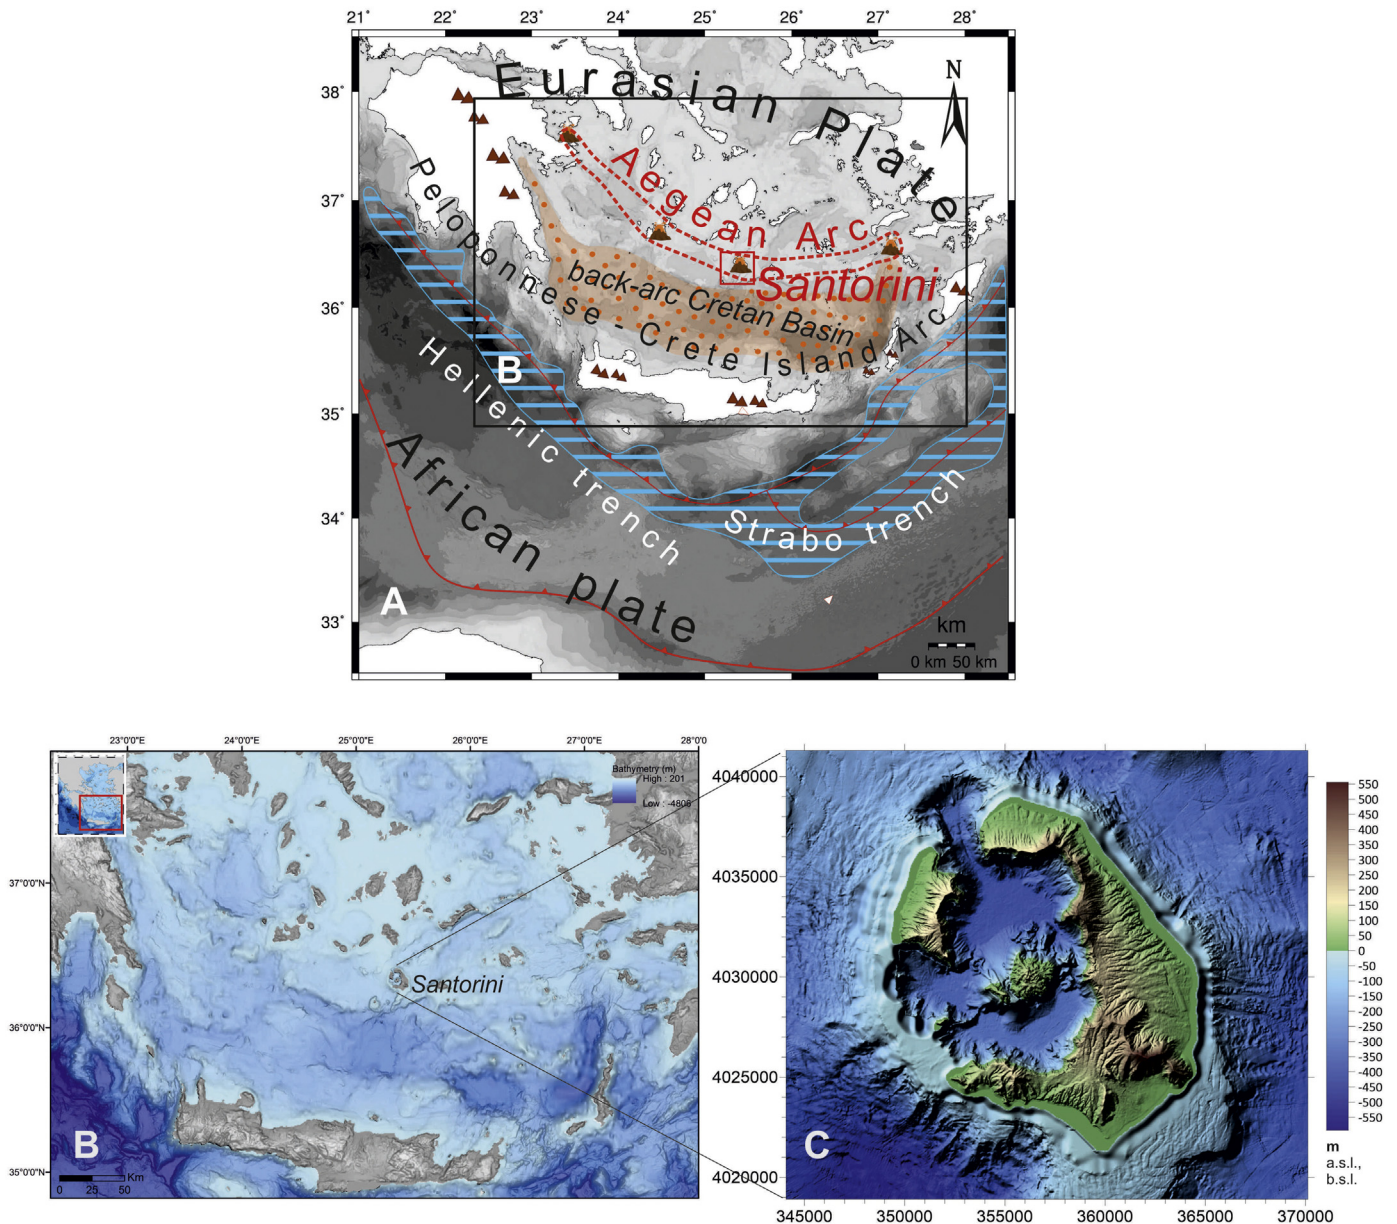 21° 22° 23° 24° 25° 26° 27° 28°
38°
37°
36°
35°
34°
33°
Eurasian Plate
N
Aegean Arc
Santorini
back-arc Cretan Basin
Peloponnese - Crete Island Arc
B
Hellenic trench
Strabo trench
African plate
A
km
0 km 50 km
23°0'0"E 24°0'0"E 25°0'0"E 26°0'0"E 27°0'0"E 28°0'0
37°0'0"N
36°0'0"N
35°0'0"N
Bathymetry (m)
High : 201
Low : -4806
Santorini
B
Km
0 25 50
4040000
4035000
4030000
4025000
4020000
345000 350000 355000 360000 365000 370000
C
550
500
450
400
350
300
250
200
150
100
50
0
-50
-100
-150
-200
-250
-300
-350
-400
-450
-500
-550
m
a.s.l.,
b.s.l.